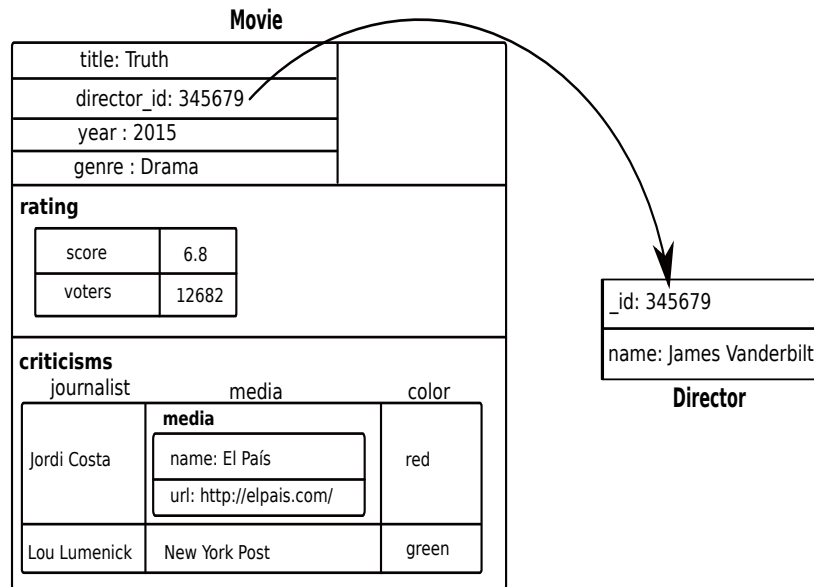 Movie
title: Truth
director_id: 345679
year : 2015
genre : Drama
rating
score 6.8
voters 12682
criticisms
journalist media color
media
Jordi Costa name: El País red
url: http://elpais.com/
Lou Lumenick New York Post green
_id: 345679
name: James Vanderbilt
Director